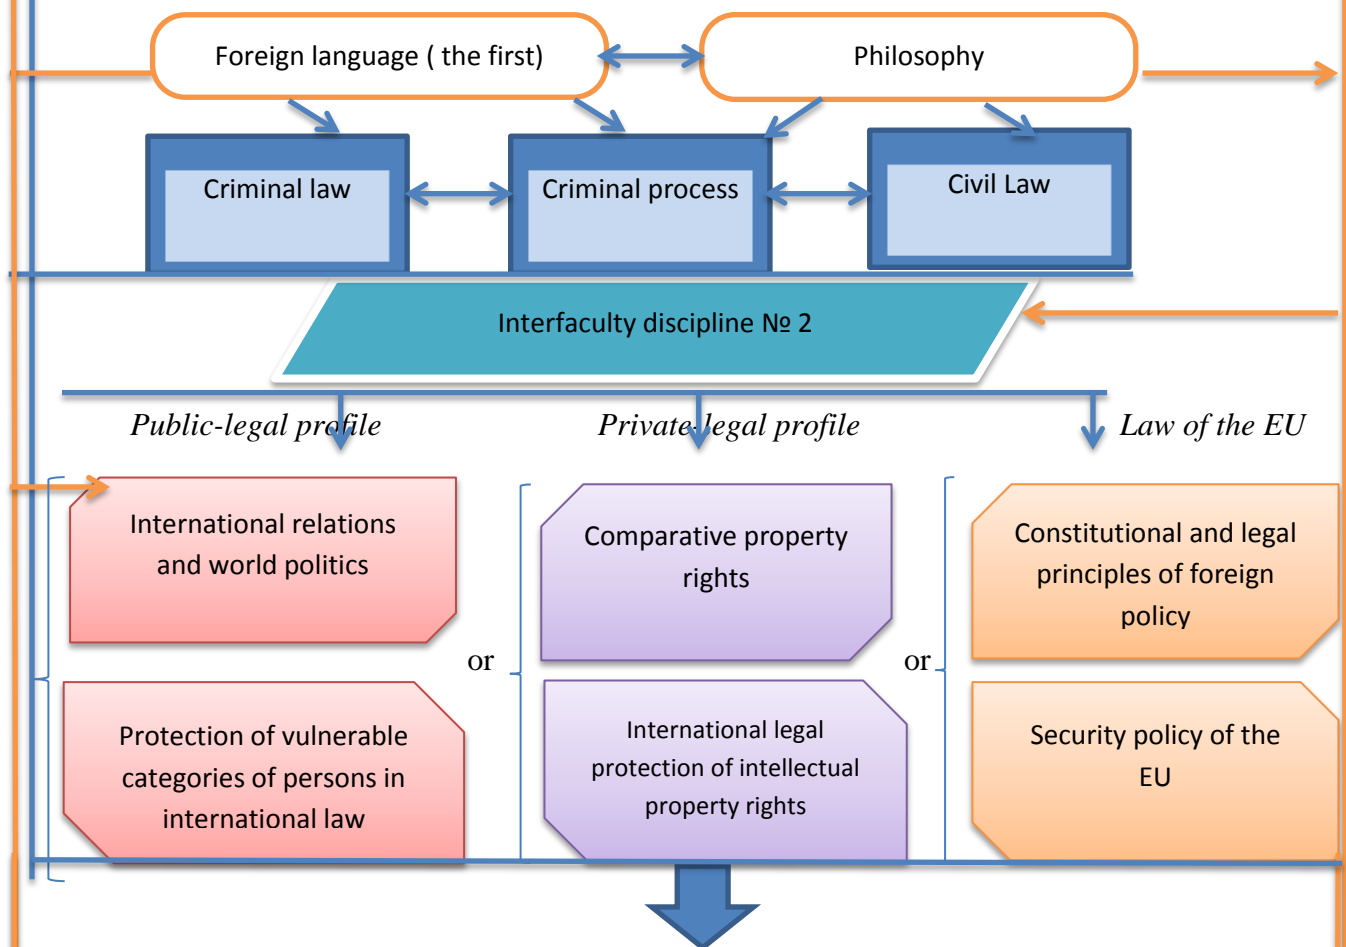 Foreign language ( the first)
Philosophy
Criminal law
Criminal process
Civil Law
Interfaculty discipline № 2
Public-legal profile
Private-legal profile
Law of the EU
International relations
and world politics
Comparative property
rights
Constitutional and legal
principles of foreign
policy
or
or
Protection of vulnerable
categories of persons in
international law
International legal
protection of intellectual
property rights
Security policy of the
EU